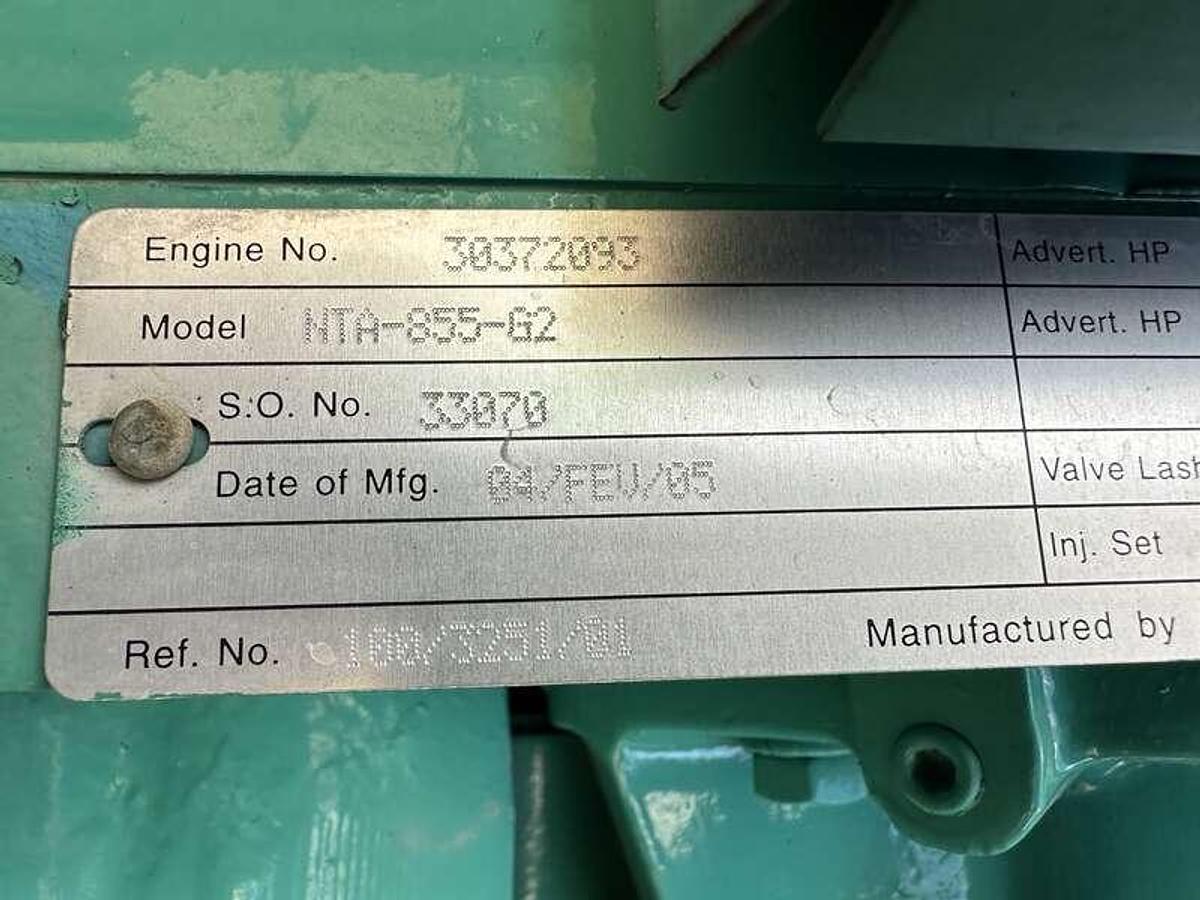 Engine No. 30372093
Advert. HP
Model NTA-855-G2
Advert. HP
S.O. No. 33070
Date of Mfg. 04/FEV/05
Valve Lash
Inj. Set
Ref. No. 100/3251/01
Manufactured by